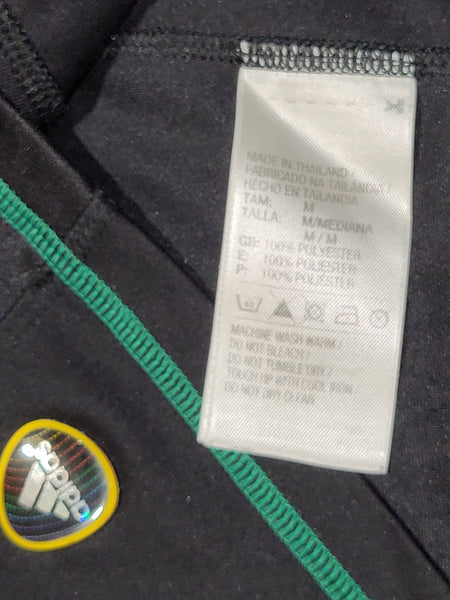 MADE IN THAILAND /
FABRICADO NA TAILANDIA /
HECHO EN TAILANDIA
TAM: M
TALLA: M/MEDIANA
M / M
GB: 100% POLYESTER
E: 100% POLIESTER
P: 100% POLIESTER
MACHINE WASH WARM /
DO NOT BLEACH /
DO NOT TUMBLE DRY /
TOUCH UP WITH COOL IRON /
DO NOT DRY CLEAN
adidas